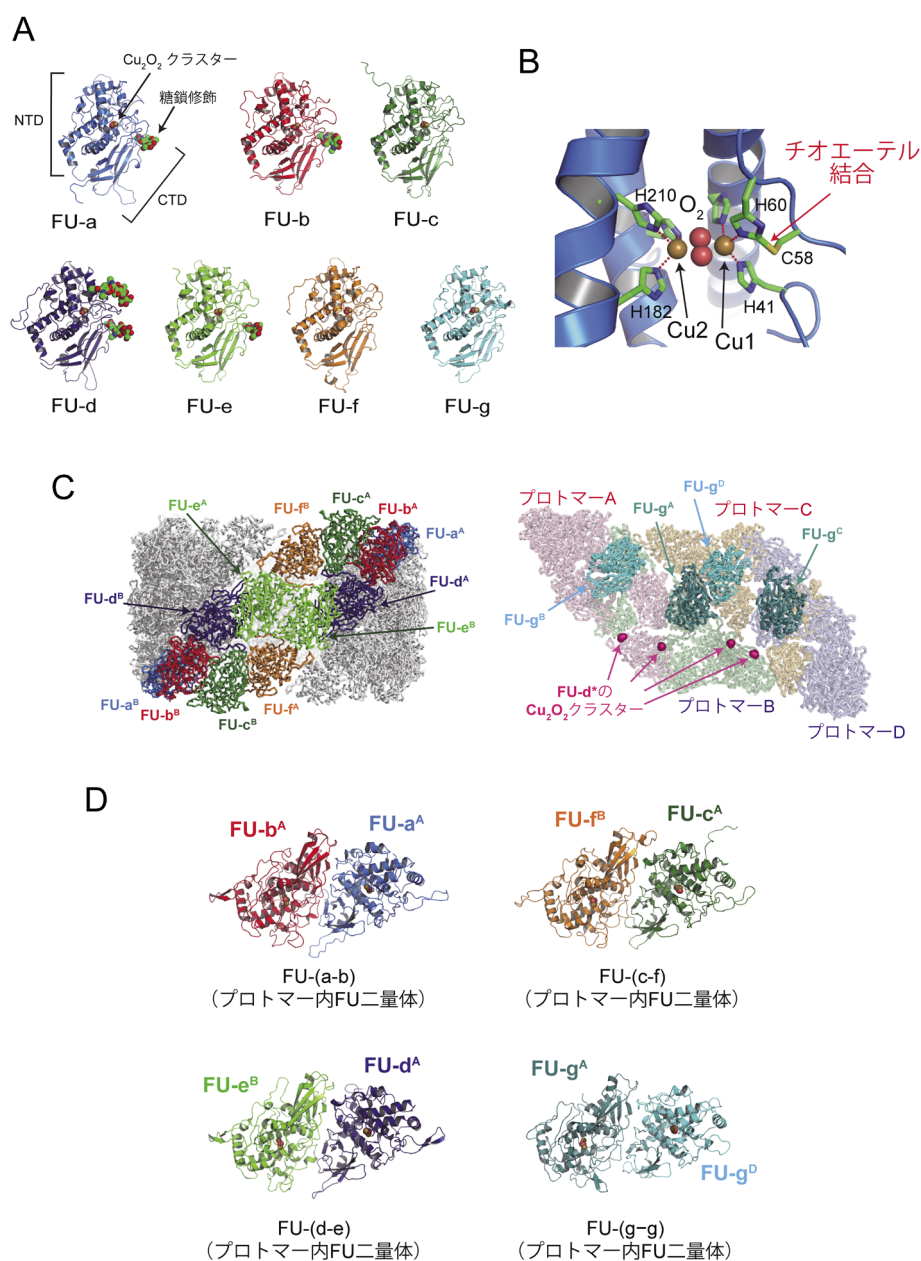 A
Cu2O2 クラスター
糖鎖修飾
NTD
CTD
FU-a
FU-b
FU-c
FU-d
FU-e
FU-f
FU-g
B
チオエーテル
結合
H210
O2
H60
C58
H182
H41
Cu2
Cu1
C
FU-eA
FU-fB
FU-cA
FU-bA
FU-aA
FU-dB
FU-dA
FU-eB
FU-aB
FU-bB
FU-cB
FU-fA
プロトマーA
FU-gA
FU-gD
プロトマーC
FU-gC
FU-gB
FU-d*の
Cu2O2クラスター
プロトマーB
プロトマーD
D
FU-bA
FU-aA
FU-(a-b)
（プロトマー内FU二量体）
FU-fB
FU-cA
FU-(c-f)
（プロトマー内FU二量体）
FU-eB
FU-dA
FU-(d-e)
（プロトマー内FU二量体）
FU-gA
FU-gD
FU-(g-g)
（プロトマー内FU二量体）